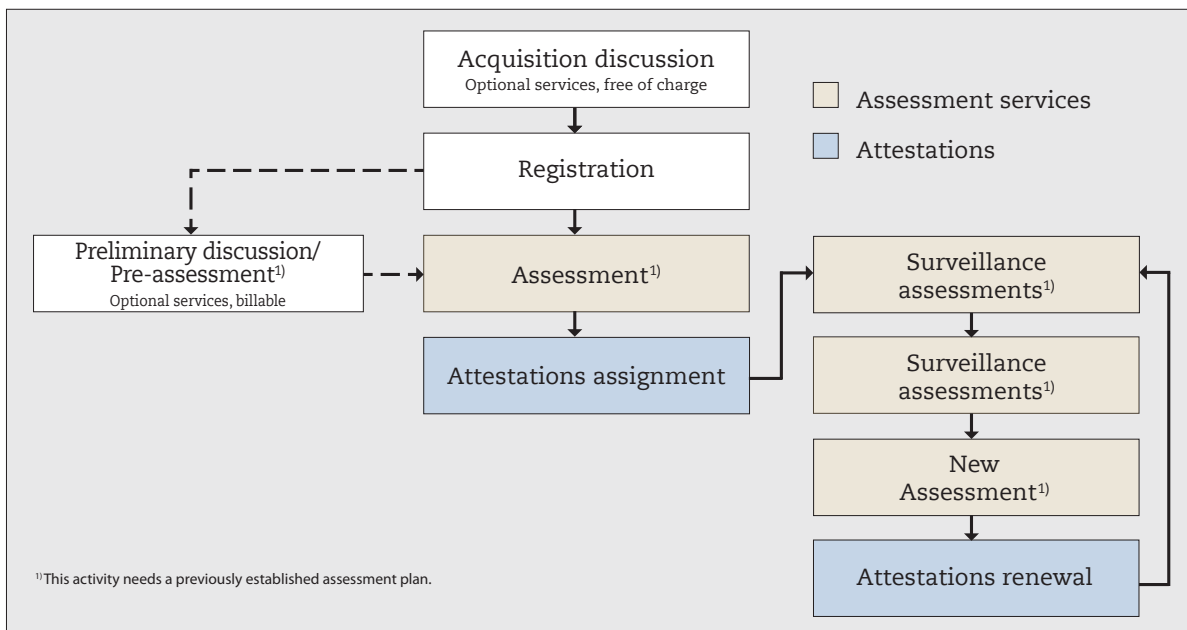 Acquisition discussion
Optional services, free of charge
Registration
Preliminary discussion/
Pre-assessment¹⁾
Optional services, billable
Assessment¹⁾
Attestations assignment
Assessment services
Attestations
Surveillance
assessments¹⁾
Surveillance
assessments¹⁾
New
Assessment¹⁾
Attestations renewal
¹⁾This activity needs a previously established assessment plan.